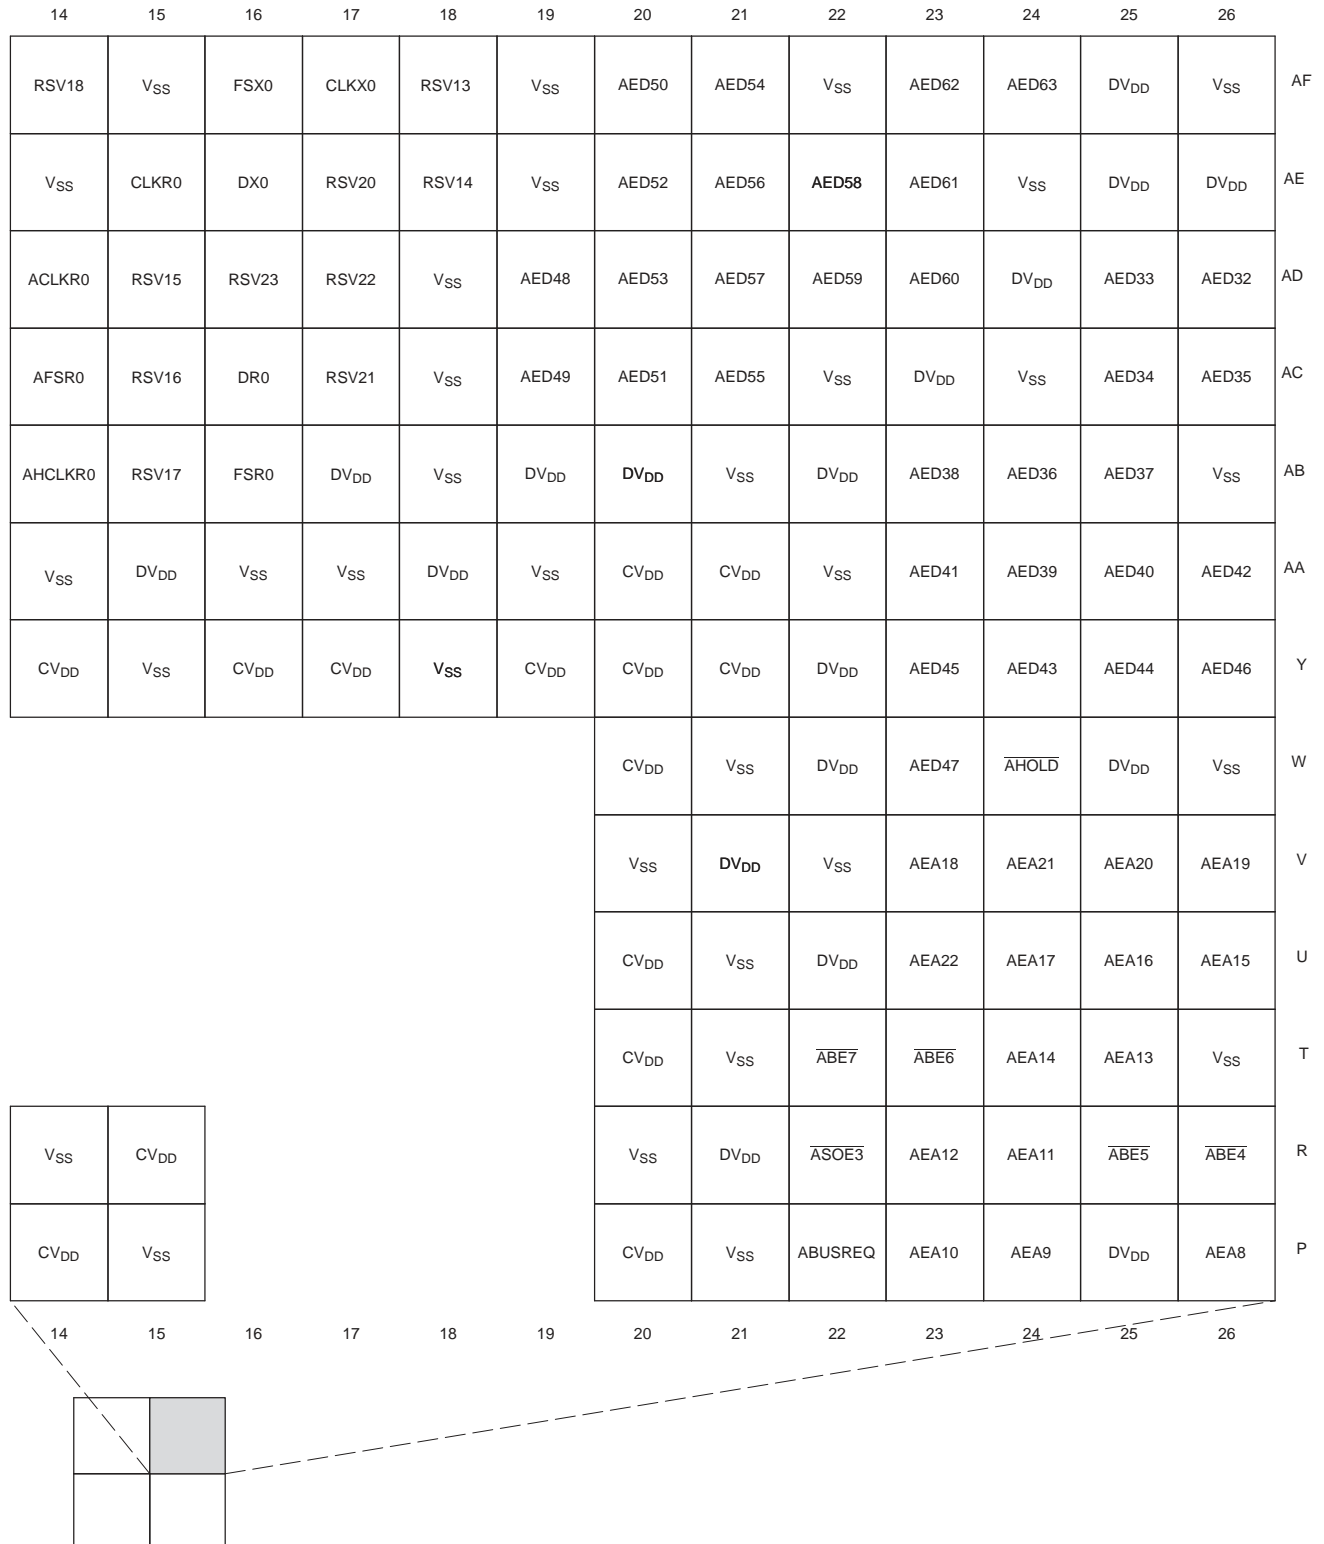 14 15 16 17 18 19 20 21 22 23 24 25 26
RSV18 VSS FSX0 CLKX0 RSV13 VSS AED50 AED54 VSS AED62 AED63 DVDD VSS AF
VSS CLKR0 DX0 RSV20 RSV14 VSS AED52 AED56 AED58 AED61 VSS DVDD DVDD AE
ACLKR0 RSV15 RSV23 RSV22 VSS AED48 AED53 AED57 AED59 AED60 DVDD AED33 AED32 AD
AFSR0 RSV16 DR0 RSV21 VSS AED49 AED51 AED55 VSS DVDD VSS AED34 AED35 AC
AHCLKR0 RSV17 FSR0 DVDD VSS DVDD DVDD VSS DVDD AED38 AED36 AED37 VSS AB
VSS DVDD VSS VSS DVDD VSS CVDD CVDD VSS AED41 AED39 AED40 AED42 AA
CVDD VSS CVDD CVDD VSS CVDD CVDD CVDD DVDD AED45 AED43 AED44 AED46 Y
CVDD VSS DVDD AED47 AHOLD DVDD VSS W
VSS DVDD VSS AEA18 AEA21 AEA20 AEA19 V
CVDD VSS DVDD AEA22 AEA17 AEA16 AEA15 U
CVDD VSS ABE7 ABE6 AEA14 AEA13 VSS T
VSS CVDD VSS DVDD ASOE3 AEA12 AEA11 ABE5 ABE4 R
CVDD VSS CVDD VSS ABUSREQ AEA10 AEA9 DVDD AEA8 P
14 15 16 17 18 19 20 21 22 23 24 25 26